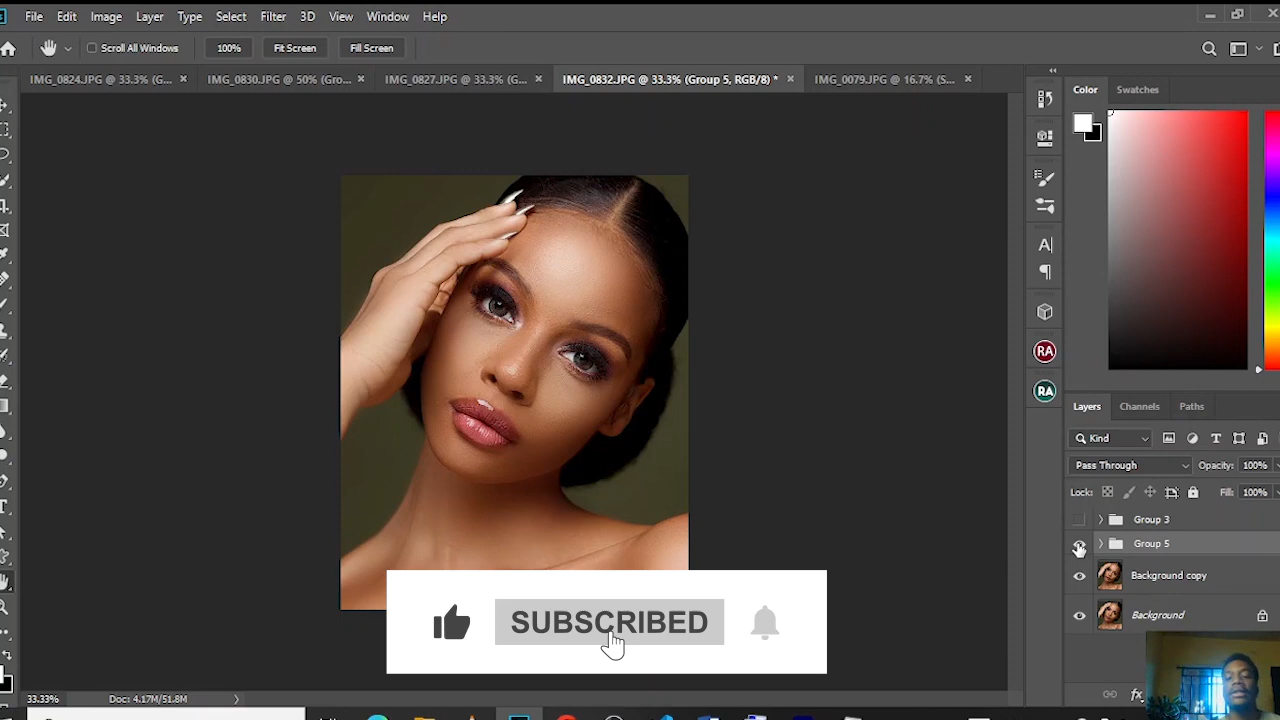 File Edit Image Layer Type Select Filter 3D View Window Help
Scroll All Windows 100% Fit Screen Fill Screen
IMG_0824.JPG @ 33.3% (G... × IMG_0830.JPG @ 50% (Gro... × IMG_0827.JPG @ 33.3% (G... × IMG_0832.JPG @ 33.3% (Group 5, RGB/8) * × IMG_0079.JPG @ 16.7% (S... ×
Color Swatches
A
RA
RA
Layers Channels Paths
Kind
Pass Through Opacity: 100%
Lock: Fill: 100%
Group 3
Group 5
Background copy
Background
SUBSCRIBED
33.33% Doc: 4.17M/51.8M
fx